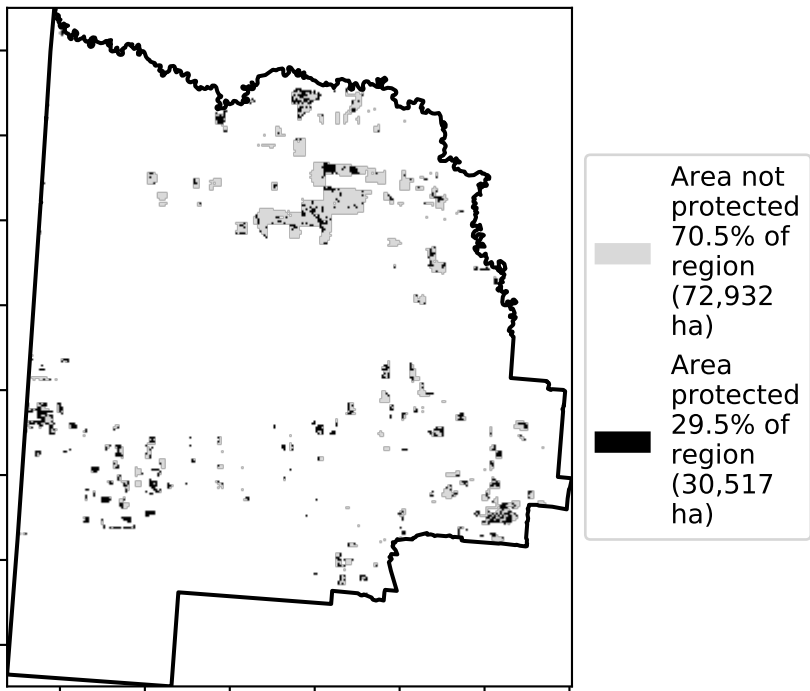 Area not
protected
70.5% of
region
(72,932
ha)
Area
protected
29.5% of
region
(30,517
ha)